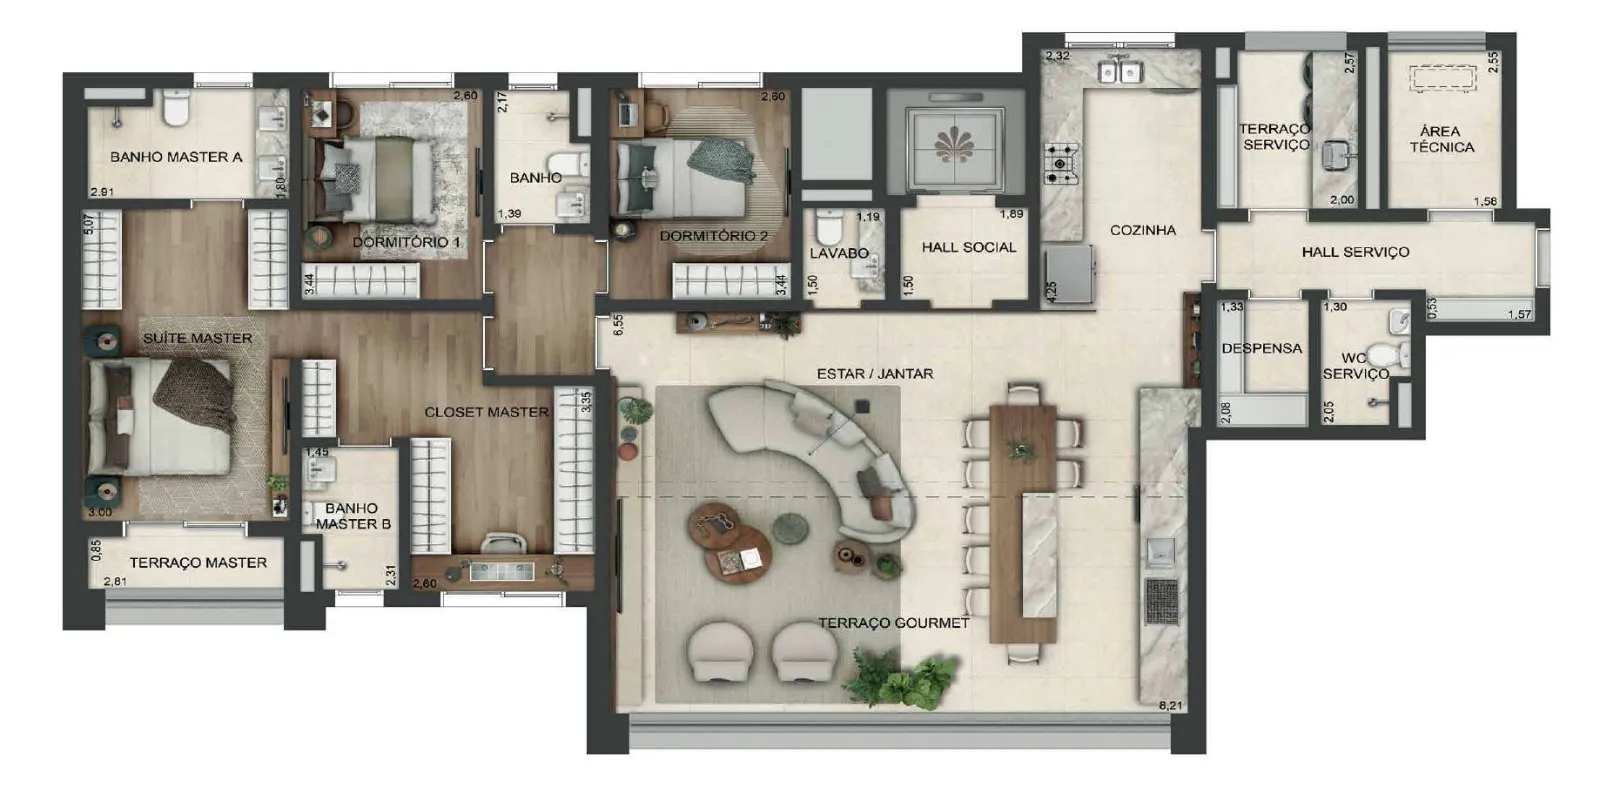 2,32
2,57
2,55
TERRAÇO
SERVIÇO
2,00
ÁREA
TÉCNICA
1,58
BANHO MASTER A
2.91
1,80
2,60
DORMITÓRIO 1
3,44
2,17
BANHO
1,39
2,60
DORMITÓRIO 2
3,44
1,19
LAVABO
1,50
1,89
HALL SOCIAL
1,50
COZINHA
4,25
HALL SERVIÇO
0,53
1,57
5,07
SUÍTE MASTER
3.00
6,55
ESTAR / JANTAR
1,33
DESPENSA
2,08
1,30
WC
SERVIÇO
2,05
CLOSET MASTER
3,35
2,60
1,45
BANHO
MASTER B
2,31
0,85
TERRAÇO MASTER
2,81
TERRAÇO GOURMET
8,21